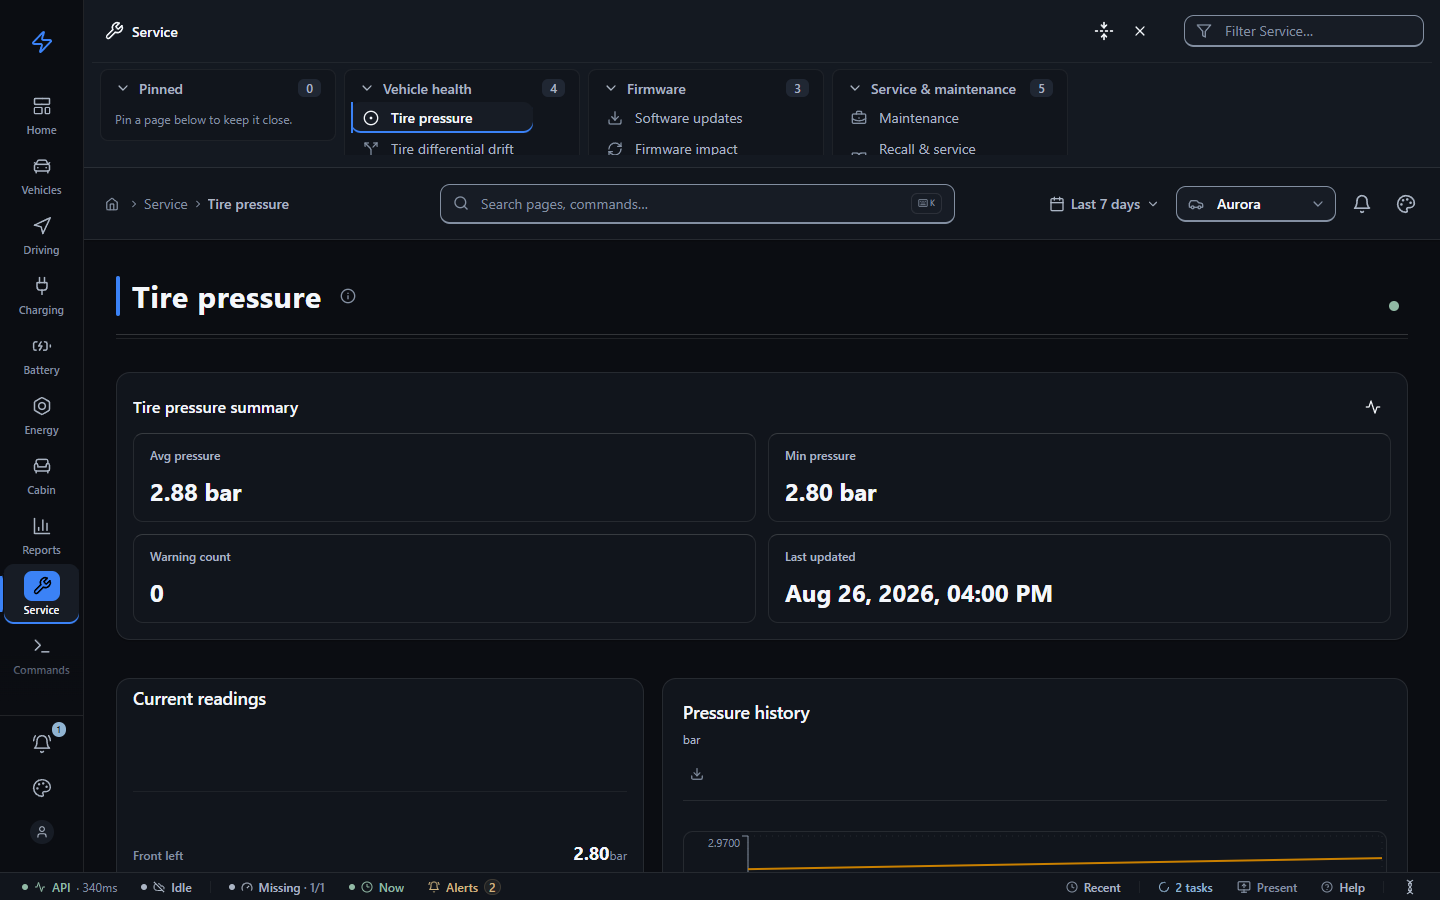 Service
Filter Service...
Pinned
0
Pin a page below to keep it close.
Vehicle health
4
Tire pressure
Tire differential drift
Firmware
3
Software updates
Firmware impact
Service & maintenance
5
Maintenance
Recall & service
Home
Vehicles
Driving
Charging
Battery
Energy
Cabin
Reports
Service
Commands
1
Service
Tire pressure
Search pages, commands...
K
Last 7 days
Aurora
Tire pressure
Tire pressure summary
Avg pressure
2.88 bar
Min pressure
2.80 bar
Warning count
0
Last updated
Aug 26, 2026, 04:00 PM
Current readings
Front left
2.80 bar
Pressure history
bar
2.9700
API · 340ms
Idle
Missing · 1/1
Now
Alerts 2
Recent
2 tasks
Present
Help